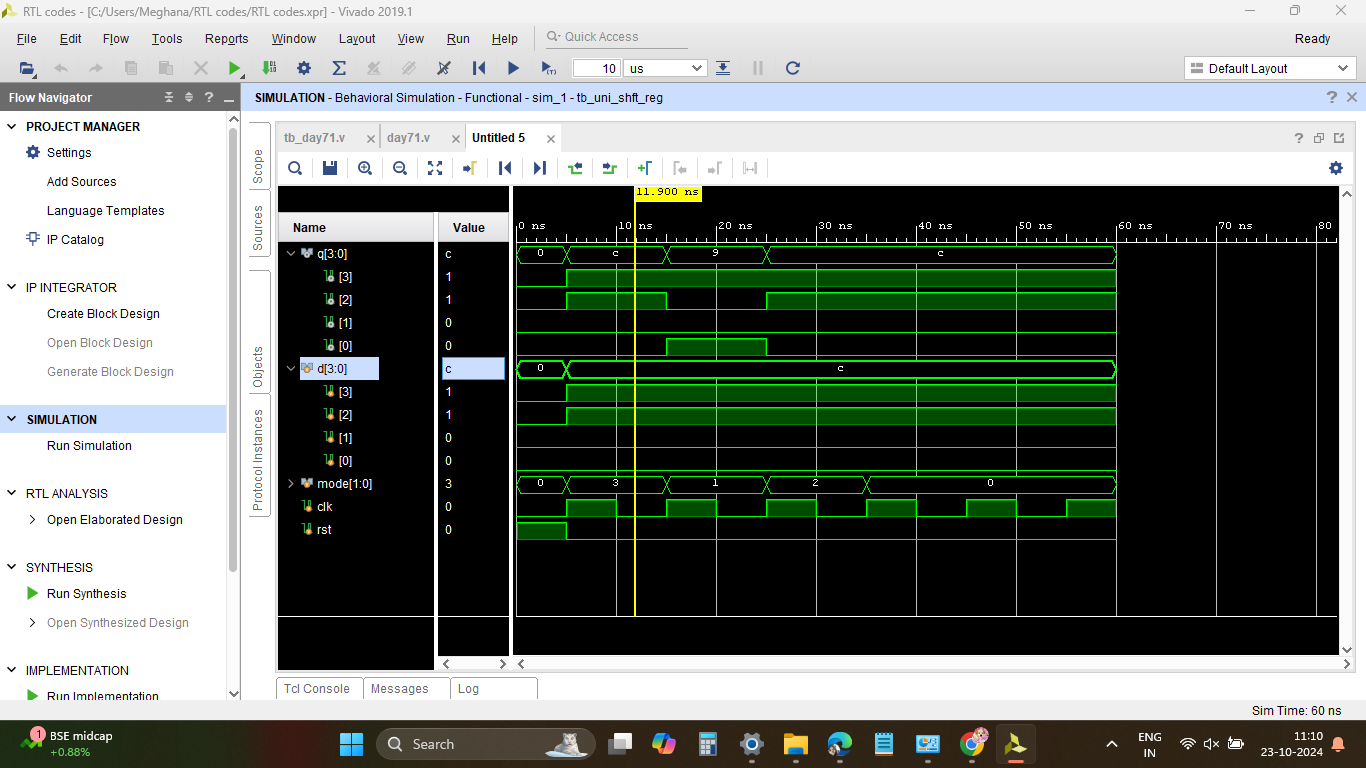 RTL codes - [C:/Users/Meghana/RTL codes/RTL codes.xpr] - Vivado 2019.1
File Edit Flow Tools Reports Window Layout View Run Help Quick Access Ready
10 us Default Layout
Flow Navigator
SIMULATION - Behavioral Simulation - Functional - sim_1 - tb_uni_shft_reg
PROJECT MANAGER
Settings
Add Sources
Language Templates
IP Catalog
IP INTEGRATOR
Create Block Design
Open Block Design
Generate Block Design
SIMULATION
Run Simulation
RTL ANALYSIS
Open Elaborated Design
SYNTHESIS
Run Synthesis
Open Synthesized Design
IMPLEMENTATION
Run Implementation
Scope
Sources
Objects
Protocol Instances
tb_day71.v day71.v Untitled 5
11.900 ns
Name Value 0 ns 10 ns 20 ns 30 ns 40 ns 50 ns 60 ns 70 ns 80
q[3:0] c 0 c 9 c
[3] 1
[2] 1
[1] 0
[0] 0
d[3:0] c 0 c
[3] 1
[2] 1
[1] 0
[0] 0
mode[1:0] 3 0 3 1 2 0
clk 0
rst 0
Tcl Console Messages Log
Sim Time: 60 ns
1
BSE midcap
+0.88%
Search
ENG
IN
11:10
23-10-2024